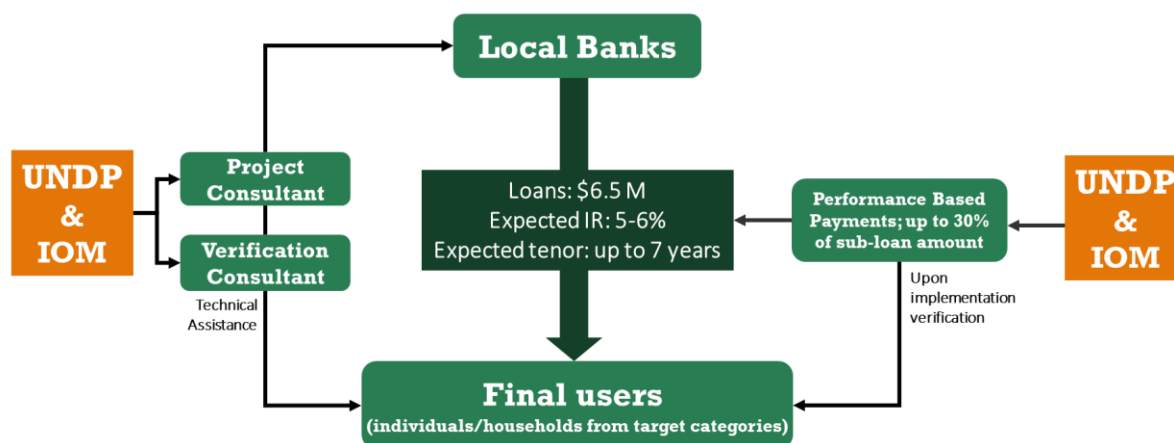 Local Banks
UNDP
&
IOM
Project
Consultant
Verification
Consultant
Technical
Assistance
Loans: $6.5 M
Expected IR: 5-6%
Expected tenor: up to 7 years
Performance Based
Payments; up to 30%
of sub-loan amount
UNDP
&
IOM
Upon
implementation
verification
Final users
(individuals/households from target categories)